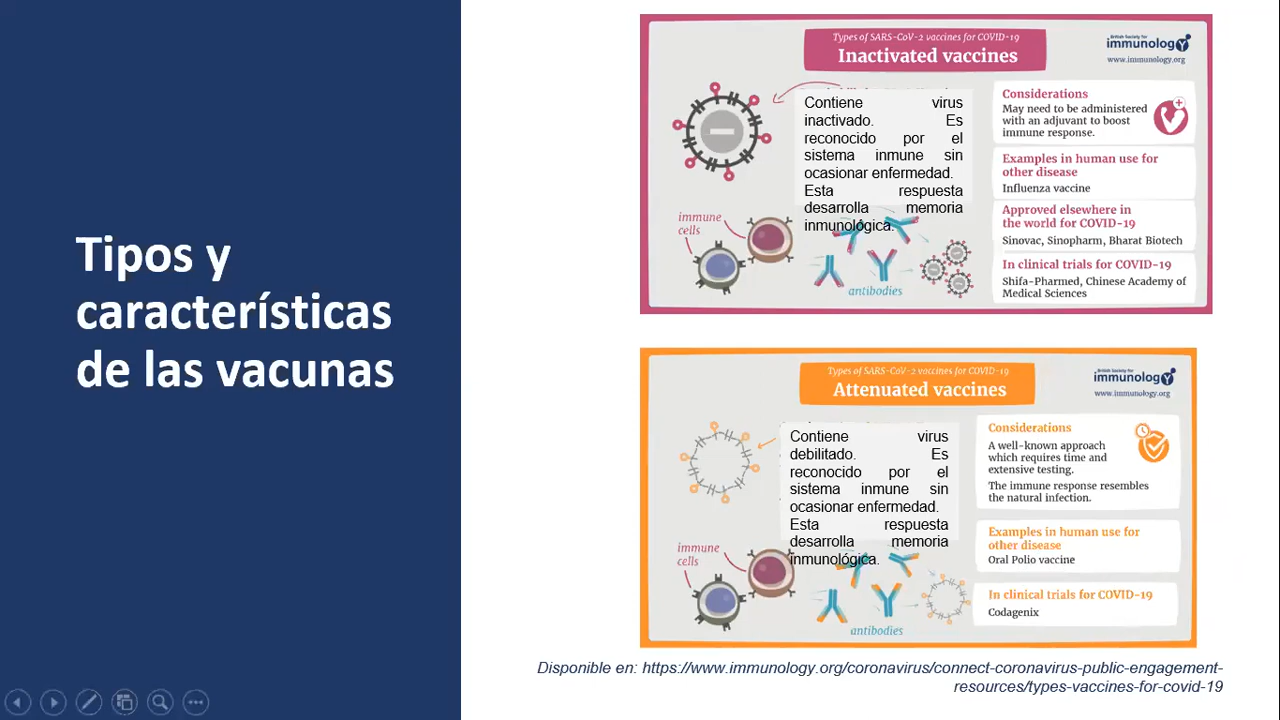 Tipos y
características
de las vacunas
Types of SARS-CoV-2 vaccines for COVID-19
Inactivated vaccines
British Society for
immunology
www.immunology.org
Contiene virus
inactivado. Es
reconocido por el
sistema inmune sin
ocasionar enfermedad.
Esta respuesta
desarrolla memoria
inmunológica.
immune
cells
antibodies
Considerations
May need to be administered
with an adjuvant to boost
immune response.
Examples in human use for
other disease
Influenza vaccine
Approved elsewhere in
the world for COVID-19
Sinovac, Sinopharm, Bharat Biotech
In clinical trials for COVID-19
Shifa-Pharmed, Chinese Academy of
Medical Sciences
Types of SARS-CoV-2 vaccines for COVID-19
Attenuated vaccines
British Society for
immunology
www.immunology.org
Contiene virus
debilitado. Es
reconocido por el
sistema inmune sin
ocasionar enfermedad.
Esta respuesta
desarrolla memoria
inmunológica.
immune
cells
antibodies
Considerations
A well-known approach
which requires time and
extensive testing.
The immune response resembles
the natural infection.
Examples in human use for
other disease
Oral Polio vaccine
In clinical trials for COVID-19
Codagenix
Disponible en: https://www.immunology.org/coronavirus/connect-coronavirus-public-engagement-
resources/types-vaccines-for-covid-19